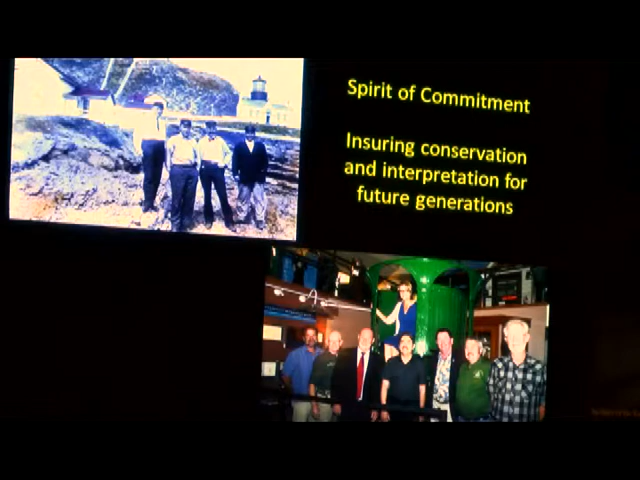 Spirit of Commitment
Insuring conservation
and interpretation for
future generations